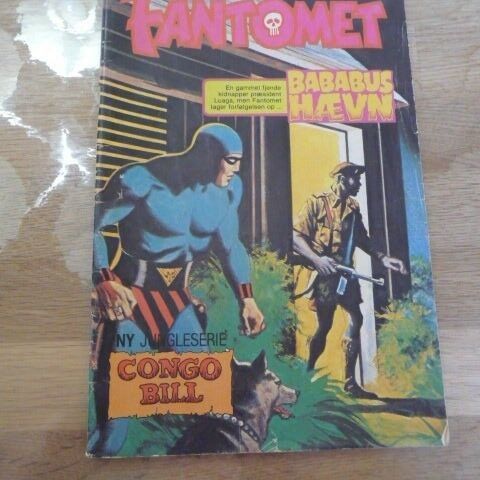 FANTOMET
En gammel fjende
kidnapper præsident
Luaga, men Fantomet
tager forfølgelsen op ...
BABABUS
HÆVN
NY JUNGLESERIE
CONGO
BILL